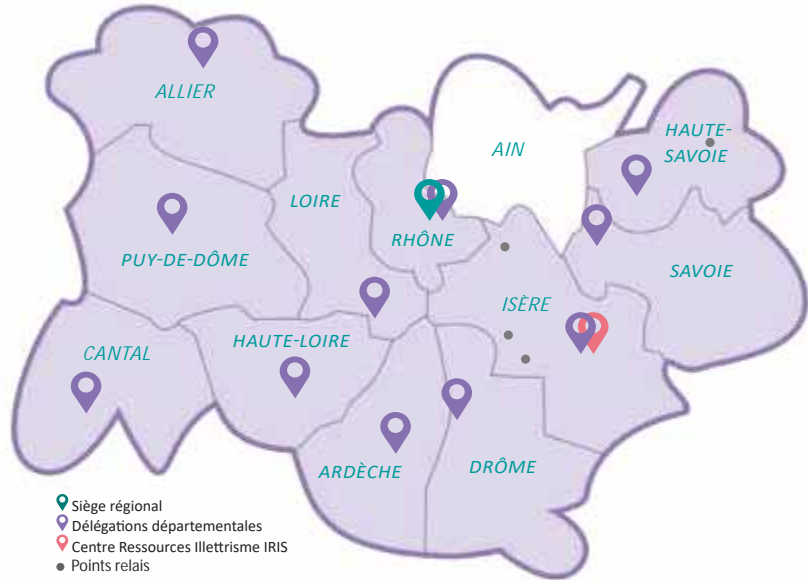 ALLIER
HAUTE-
SAVOIE
AIN
LOIRE
RHÔNE
PUY-DE-DÔME
SAVOIE
ISÈRE
HAUTE-LOIRE
CANTAL
ARDÈCHE
DRÔME
Siège régional
Délégations départementales
Centre Ressources Illettrisme IRIS
Points relais